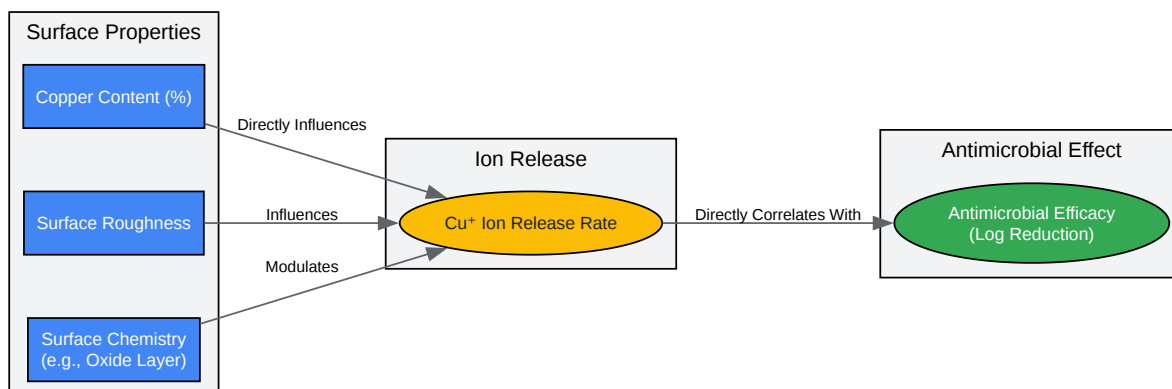 Surface Properties
Copper Content (%)
Directly Influences
Surface Roughness
Influences
Modulates
Surface Chemistry
(e.g., Oxide Layer)
Ion Release
Cu⁺ Ion Release Rate
Directly Correlates With
Antimicrobial Effect
Antimicrobial Efficacy
(Log Reduction)